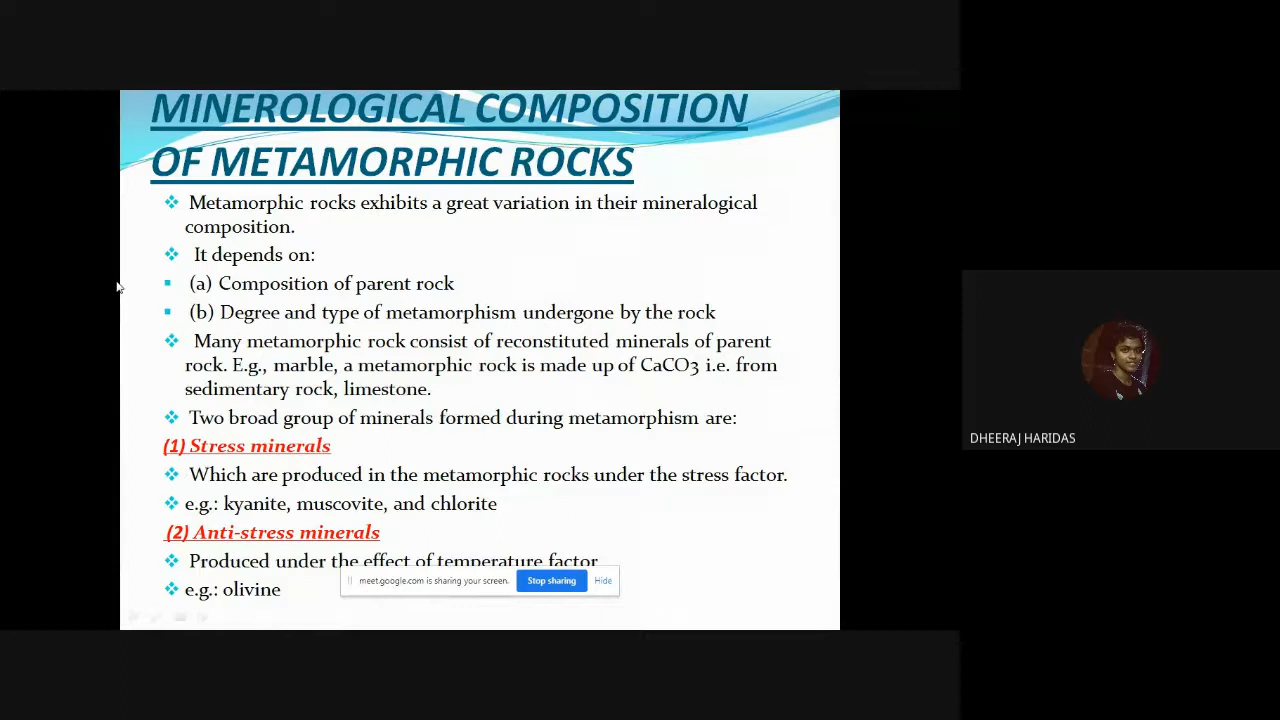 MINEROLOGICAL COMPOSITION
OF METAMORPHIC ROCKS
Metamorphic rocks exhibits a great variation in their mineralogical
composition.
It depends on:
(a) Composition of parent rock
(b) Degree and type of metamorphism undergone by the rock
Many metamorphic rock consist of reconstituted minerals of parent
rock. E.g., marble, a metamorphic rock is made up of CaCO3 i.e. from
sedimentary rock, limestone.
Two broad group of minerals formed during metamorphism are:
(1) Stress minerals
Which are produced in the metamorphic rocks under the stress factor.
e.g.: kyanite, muscovite, and chlorite
(2) Anti-stress minerals
Produced under the effect of temperature factor
e.g.: olivine
meet.google.com is sharing your screen. Stop sharing Hide
DHEERAJ HARIDAS